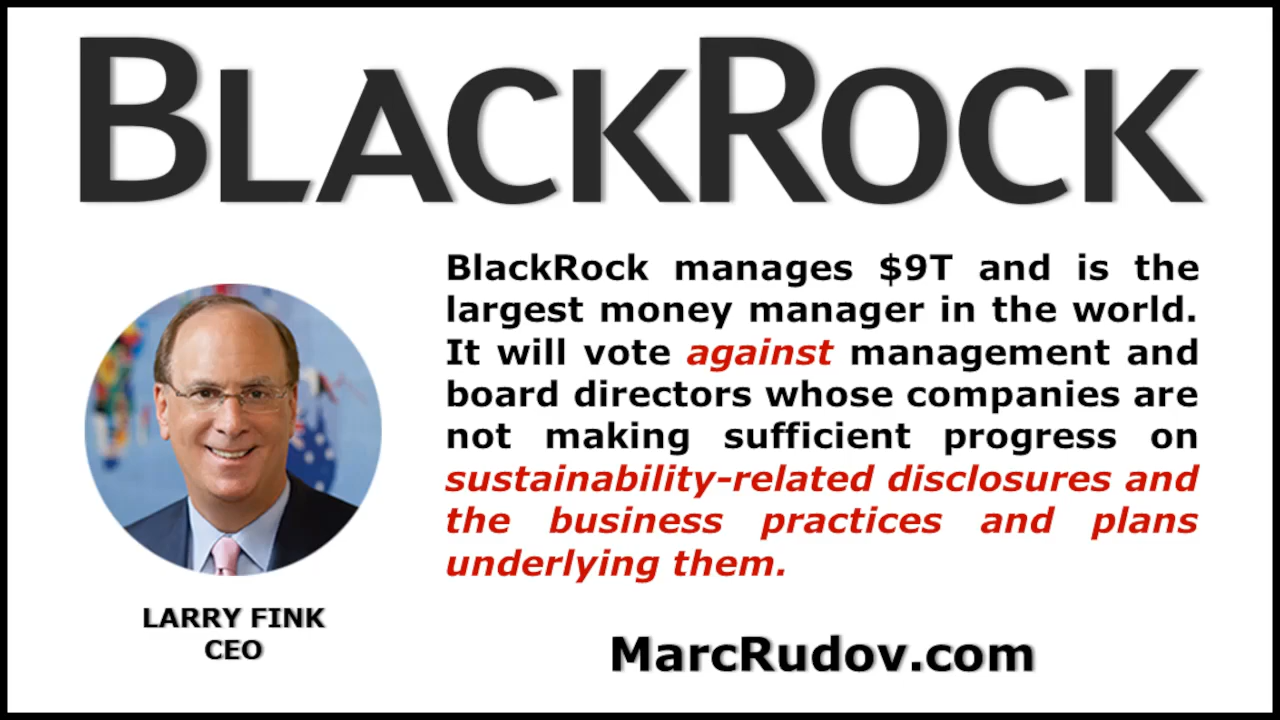 BLACKROCK
BlackRock manages $9T and is the
largest money manager in the world.
It will vote against management and
board directors whose companies are
not making sufficient progress on
sustainability-related disclosures and
the business practices and plans
underlying them.
LARRY FINK
CEO
MarcRudov.com